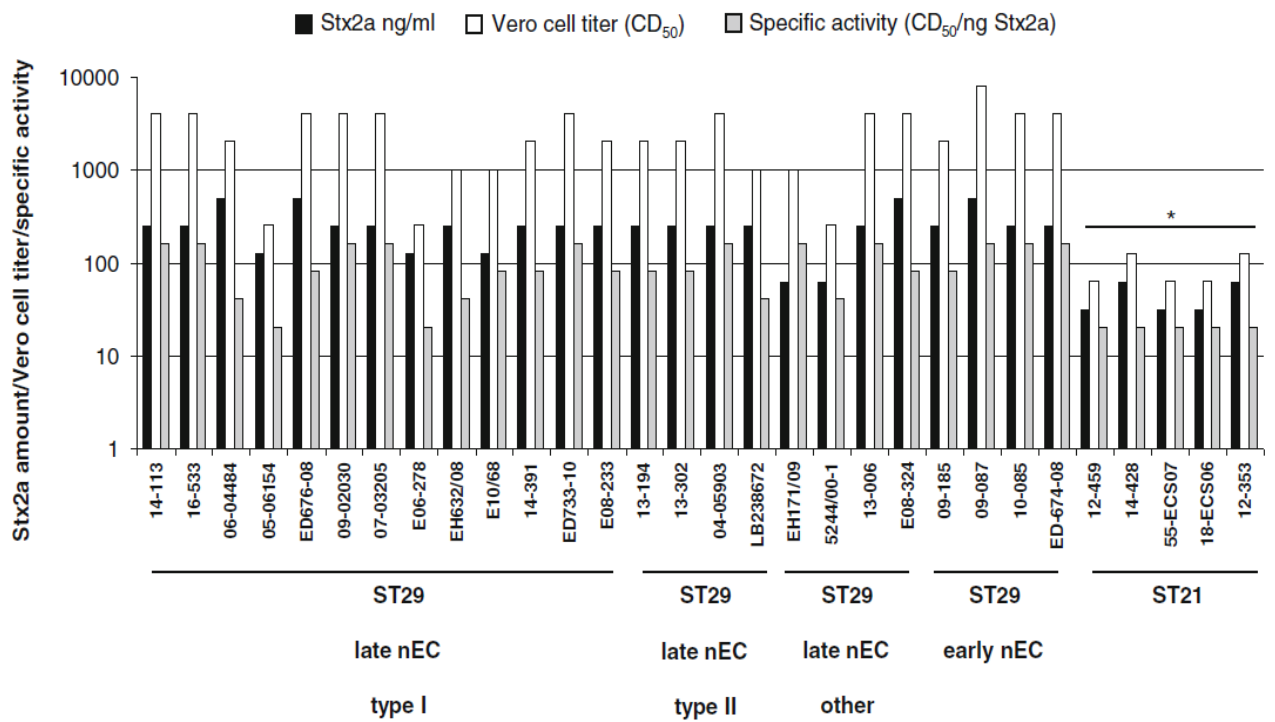 Stx2a ng/ml Vero cell titer (CD50) Specific activity (CD50/ng Stx2a)
Stx2a amount/Vero cell titer/specific activity
10000
1000
100
10
1
*
14-113
16-533
06-04484
05-06154
ED676-08
09-02030
07-03205
E06-278
EH632/08
E10/68
14-391
ED733-10
E08-233
13-194
13-302
04-05903
LB238672
EH171/09
5244/00-1
13-006
E08-324
09-185
09-087
10-085
ED-674-08
12-459
14-428
55-ECS07
18-ECS06
12-353
ST29 ST29 ST29 ST29 ST21
late nEC late nEC late nEC early nEC
type I type II other